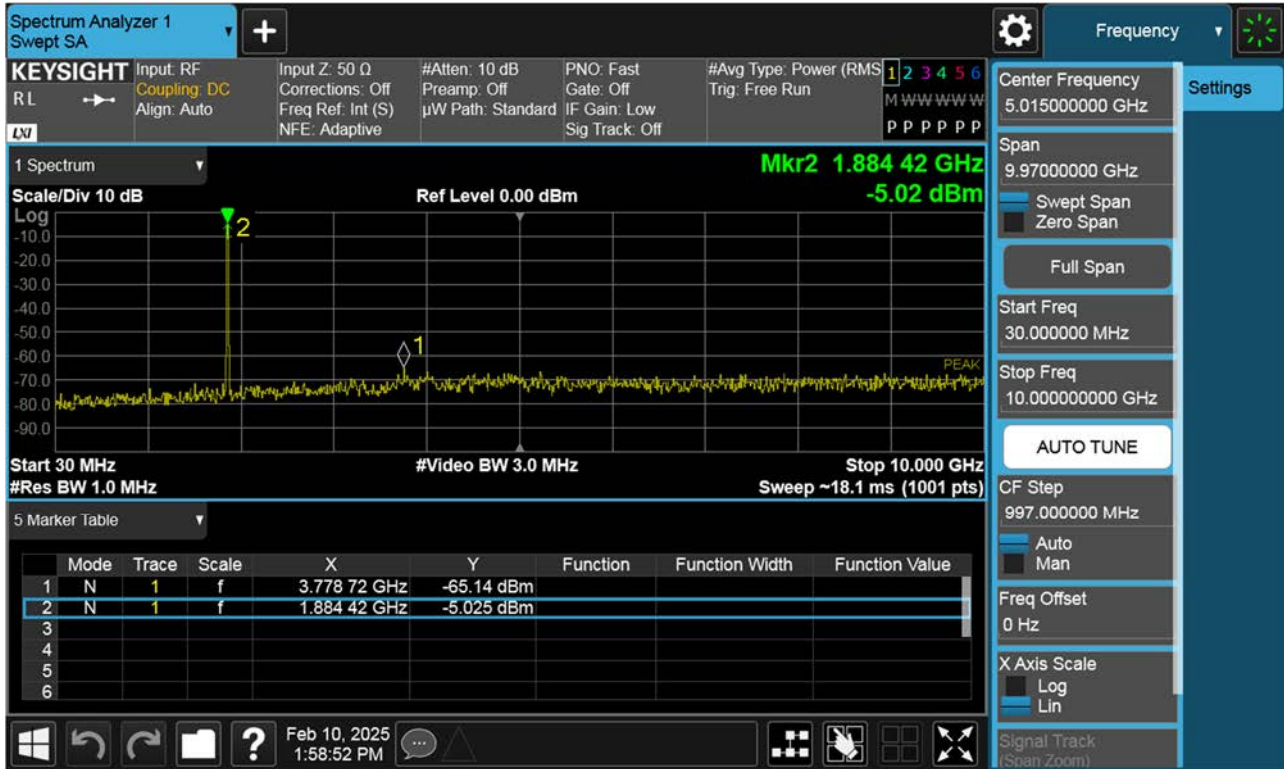 Spectrum Analyzer 1
Swept SA
Frequency
KEYSIGHT
RL
LXI
Input: RF
Coupling: DC
Align: Auto
Input Z: 50 Ω
Corrections: Off
Freq Ref: Int (S)
NFE: Adaptive
#Atten: 10 dB
Preamp: Off
µW Path: Standard
PNO: Fast
Gate: Off
IF Gain: Low
Sig Track: Off
#Avg Type: Power (RMS
Trig: Free Run
1 2 3 4 5 6
M W W W W W
P P P P P P
1 Spectrum
Mkr2 1.884 42 GHz
-5.02 dBm
Scale/Div 10 dB
Ref Level 0.00 dBm
Log
-10.0
-20.0
-30.0
-40.0
-50.0
-60.0
-70.0
-80.0
-90.0
2
1
PEAK
Start 30 MHz
#Video BW 3.0 MHz
Stop 10.000 GHz
#Res BW 1.0 MHz
Sweep ~18.1 ms (1001 pts)
5 Marker Table
Mode Trace Scale X Y Function Function Width Function Value
1 N 1 f 3.778 72 GHz -65.14 dBm
2 N 1 f 1.884 42 GHz -5.025 dBm
3
4
5
6
Feb 10, 2025
1:58:52 PM
Center Frequency
5.015000000 GHz
Settings
Span
9.97000000 GHz
Swept Span
Zero Span
Full Span
Start Freq
30.000000 MHz
Stop Freq
10.000000000 GHz
AUTO TUNE
CF Step
997.000000 MHz
Auto
Man
Freq Offset
0 Hz
X Axis Scale
Log
Lin
Signal Track
(Span Zoom)